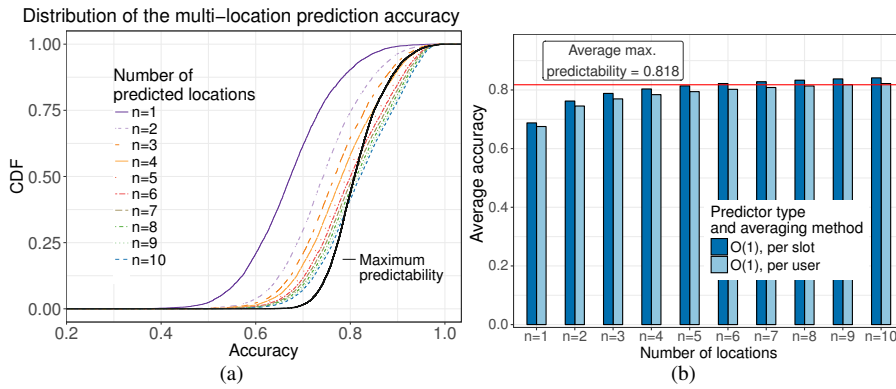 Distribution of the multi−location prediction accuracy
1.00
0.75
0.50
0.25
0.00
CDF
Number of
predicted locations
n=1
n=2
n=3
n=4
n=5
n=6
n=7
n=8
n=9
n=10
Maximum
predictability
0.2 0.4 0.6 0.8 1.0
Accuracy
(a)
Average max.
predictability = 0.818
0.8
0.6
0.4
0.2
0.0
Average accuracy
Predictor type
and averaging method
O(1), per slot
O(1), per user
n=1 n=2 n=3 n=4 n=5 n=6 n=7 n=8 n=9 n=10
Number of locations
(b)